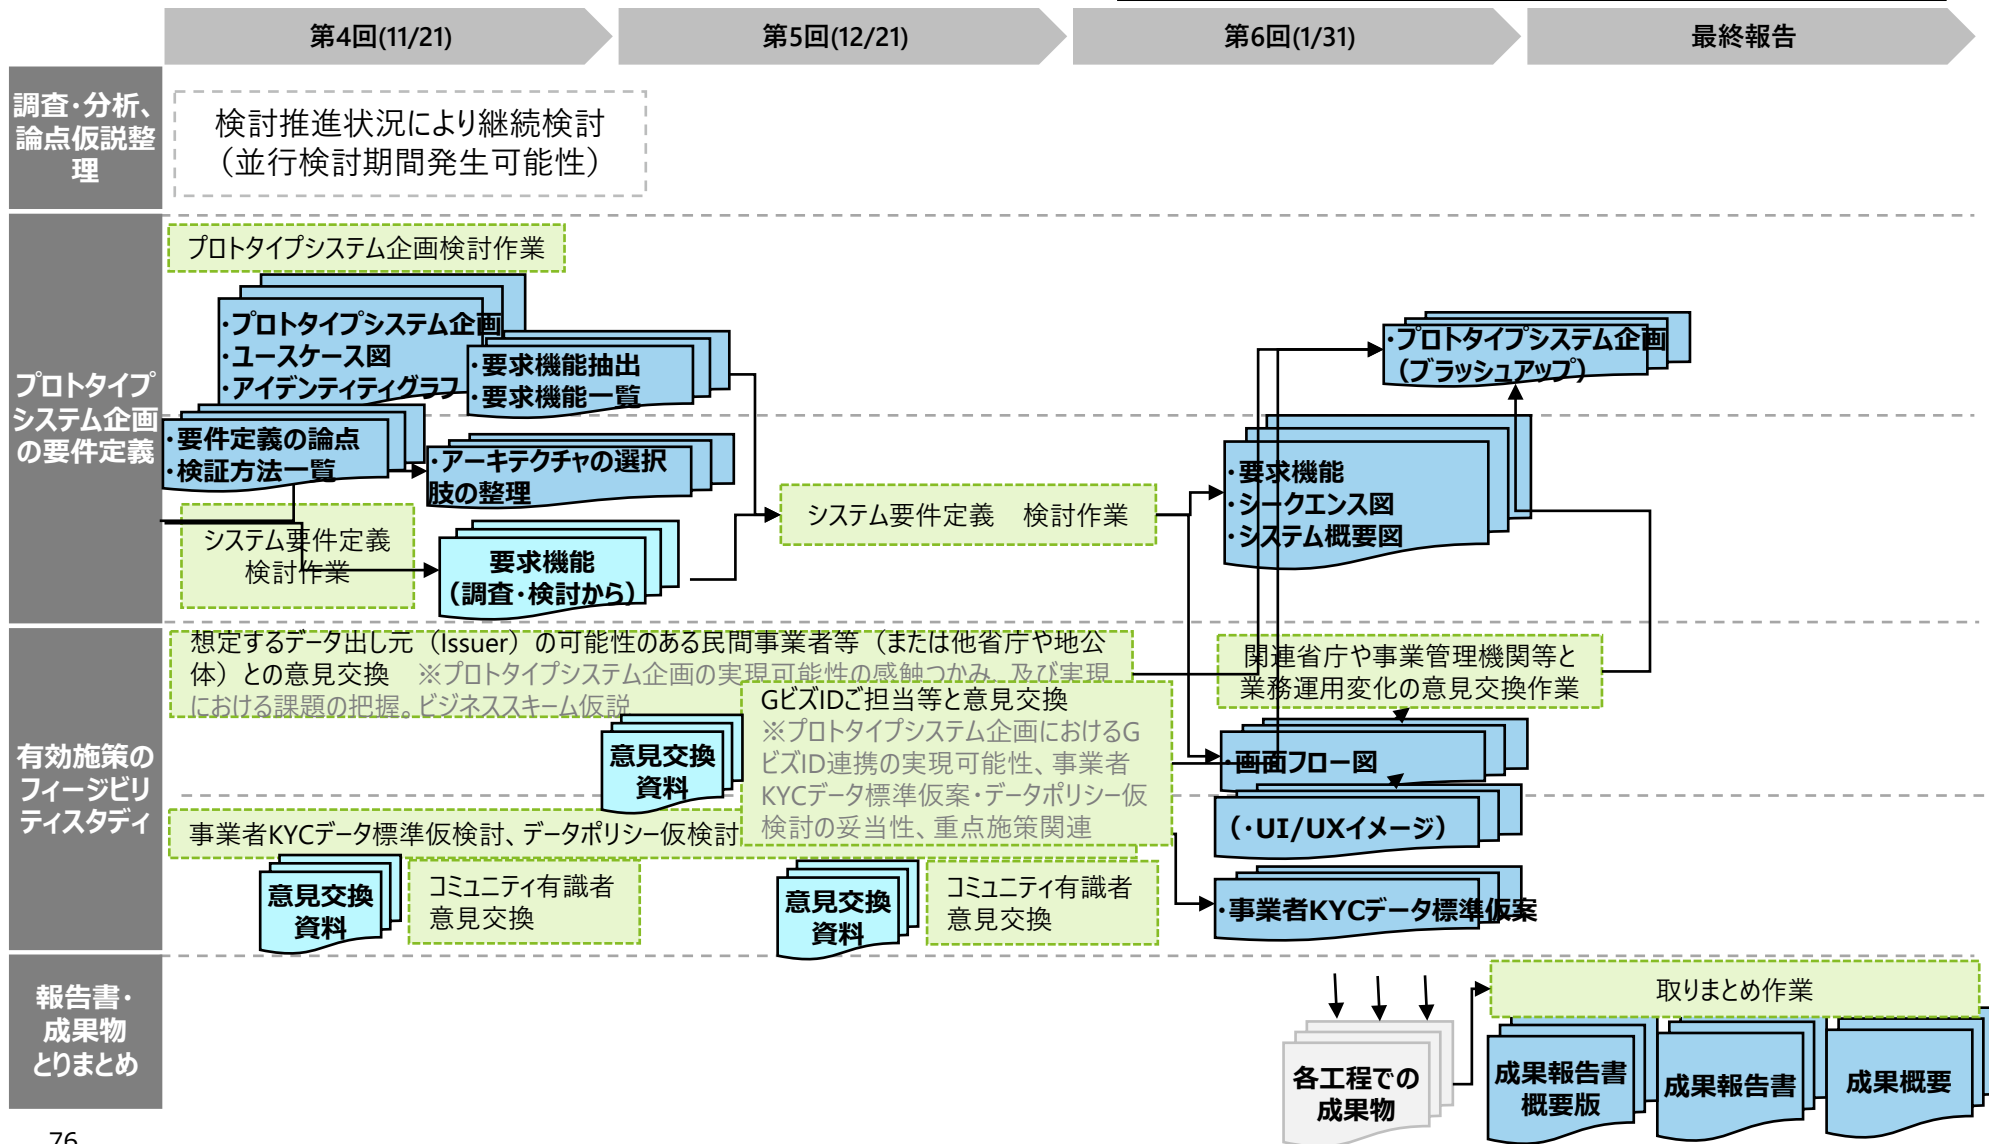 第4回(11/21)
第5回(12/21)
第6回(1/31)
最終報告
調査・分析、
論点仮説整
理
検討推進状況により継続検討
（並行検討期間発生可能性）
プロトタイプ
システム企画
の要件定義
プロトタイプシステム企画検討作業
・プロトタイプシステム企画
・ユースケース図
・アイデンティティグラフ
・要求機能抽出
・要求機能一覧
・プロトタイプシステム企画
（ブラッシュアップ）
・要件定義の論点
・検証方法一覧
・アーキテクチャの選択
肢の整理
システム要件定義
検討作業
要求機能
（調査・検討から）
システム要件定義　検討作業
・要求機能
・シークエンス図
・システム概要図
有効施策の
フィージビリ
ティスタディ
想定するデータ出し元（Issuer）の可能性のある民間事業者等（または他省庁や地公
体）との意見交換　※プロトタイプシステム企画の実現可能性の感触つかみ、及び実現
における課題の把握。ビジネススキーム仮説
意見交換
資料
GビズIDご担当等と意見交換
※プロトタイプシステム企画におけるG
ビズID連携の実現可能性、事業者
KYCデータ標準仮案・データポリシー仮
検討の妥当性、重点施策関連
関連省庁や事業管理機関等と
業務運用変化の意見交換作業
・画面フロー図
（・UI/UXイメージ）
事業者KYCデータ標準仮検討、データポリシー仮検討
意見交換
資料
コミュニティ有識者
意見交換
意見交換
資料
コミュニティ有識者
意見交換
・事業者KYCデータ標準仮案
報告書・
成果物
とりまとめ
各工程での
成果物
取りまとめ作業
成果報告書
概要版
成果報告書
成果概要
76